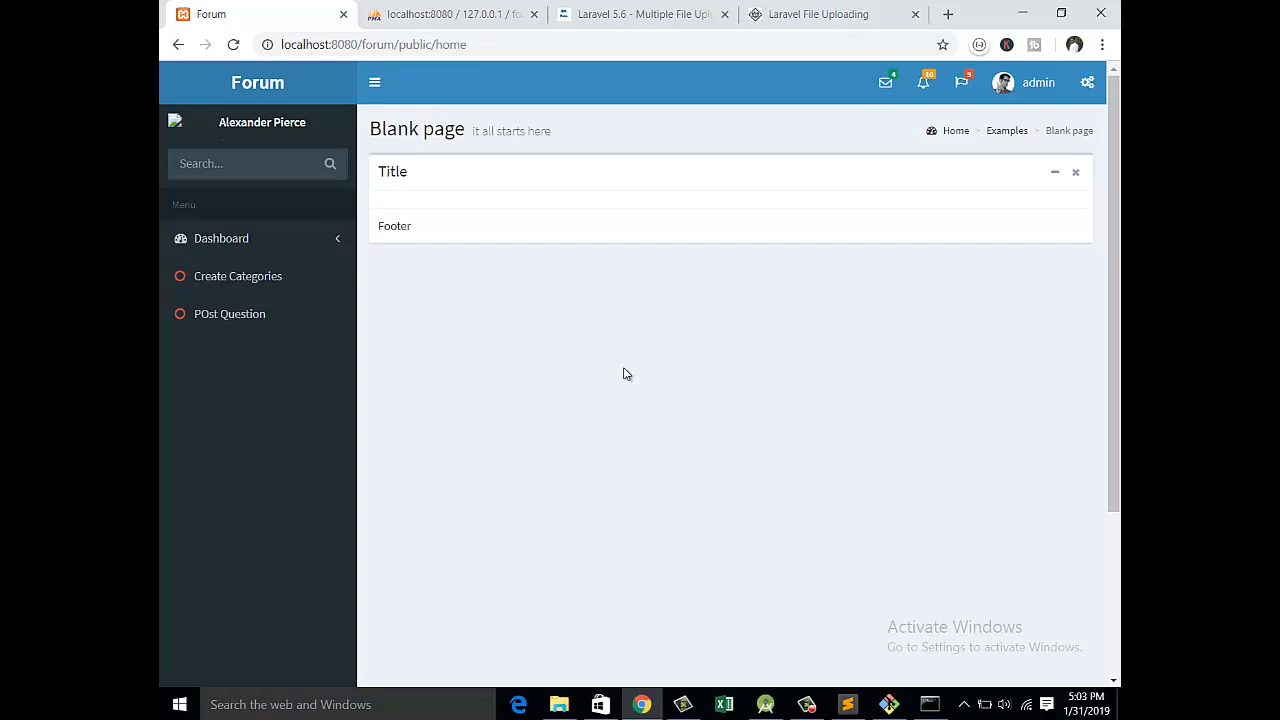 Forum
localhost:8080 / 127.0.0.1 / fo
Laravel 5.6 - Multiple File Upl
Laravel File Uploading
localhost:8080/forum/public/home
Forum
4
10
9
admin
Alexander Pierce
Blank page it all starts here
Home > Examples > Blank page
Search...
Title
Menu
Footer
Dashboard
Create Categories
POst Question
Activate Windows
Go to Settings to activate Windows.
Search the web and Windows
5:03 PM
1/31/2019